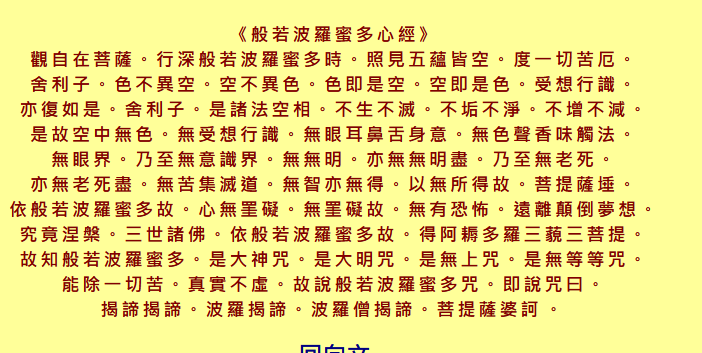 《般若波羅蜜多心經》
觀自在菩薩。行深般若波羅蜜多時。照見五蘊皆空。度一切苦厄。
舍利子。色不異空。空不異色。色即是空。空即是色。受想行識。
亦復如是。舍利子。是諸法空相。不生不滅。不垢不淨。不增不減。
是故空中無色。無受想行識。無眼耳鼻舌身意。無色聲香味觸法。
無眼界。乃至無意識界。無無明。亦無無明盡。乃至無老死。
亦無老死盡。無苦集滅道。無智亦無得。以無所得故。菩提薩埵。
依般若波羅蜜多故。心無罣礙。無罣礙故。無有恐怖。遠離顛倒夢想。
究竟涅槃。三世諸佛。依般若波羅蜜多故。得阿耨多羅三藐三菩提。
故知般若波羅蜜多。是大神咒。是大明咒。是無上咒。是無等等咒。
能除一切苦。真實不虛。故說般若波羅蜜多咒。即說咒曰。
揭諦揭諦。波羅揭諦。波羅僧揭諦。菩提薩婆訶 。
回向文